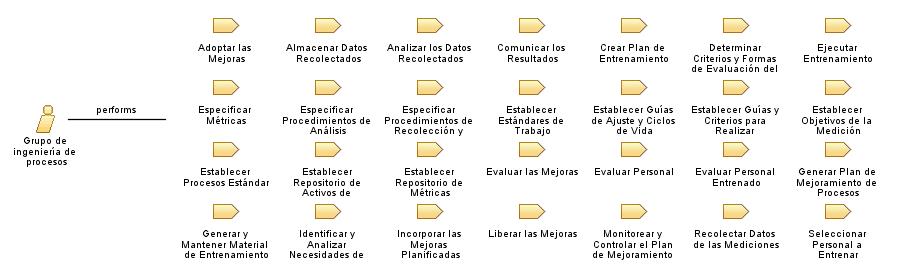 Adoptar las
Mejoras
Almacenar Datos
Recolectados
Analizar los Datos
Recolectados
Comunicar los
Resultados
Crear Plan de
Entrenamiento
Determinar
Criterios y Formas
de Evaluación del
Ejecutar
Entrenamiento
performs
Grupo de
ingeniería de
procesos
Especificar
Métricas
Especificar
Procedimientos de
Análisis
Especificar
Procedimientos de
Recolección y
Establecer
Estándares de
Trabajo
Establecer Guías
de Ajuste y Ciclos
de Vida
Establecer Guías y
Criterios para
Realizar
Establecer
Objetivos de la
Medición
Establecer
Procesos Estándar
Establecer
Repositorio de
Activos de
Establecer
Repositorio de
Métricas
Evaluar las Mejoras
Evaluar Personal
Evaluar Personal
Entrenado
Generar Plan de
Mejoramiento de
Procesos
Generar y
Mantener Material
de Entrenamiento
Identificar y
Analizar
Necesidades de
Incorporar las
Mejoras
Planificadas
Liberar las Mejoras
Monitorear y
Controlar el Plan
de Mejoramiento
Recolectar Datos
de las Mediciones
Seleccionar
Personal a
Entrenar